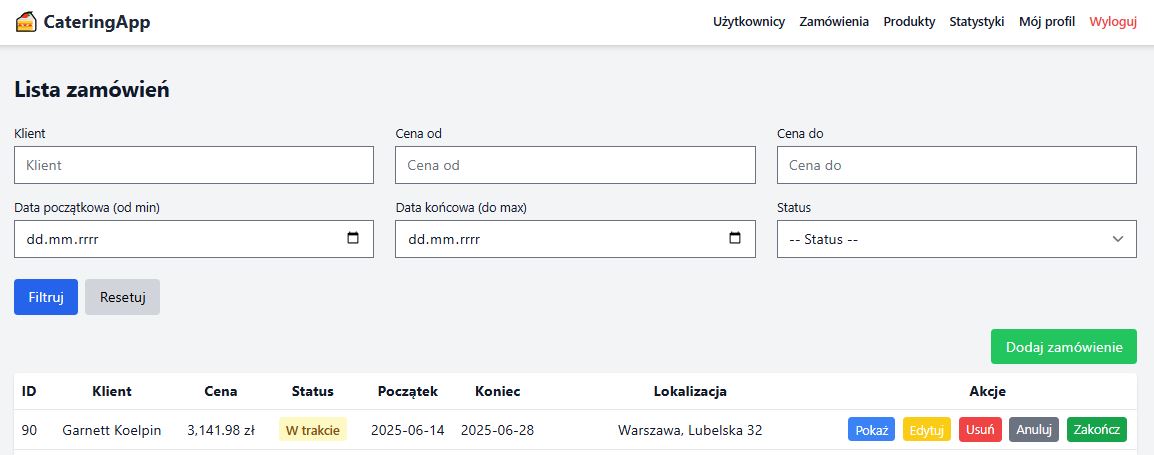 CateringApp Użytkownicy Zamówienia Produkty Statystyki Mój profil Wyloguj
Lista zamówień
Klient Cena od Cena do
Klient Cena od Cena do
Data początkowa (od min) Data końcowa (do max) Status
dd.mm.rrrr dd.mm.rrrr -- Status --
Filtruj Resetuj
Dodaj zamówienie
ID Klient Cena Status Początek Koniec Lokalizacja Akcje
90 Garnett Koelpin 3,141.98 zł W trakcie 2025-06-14 2025-06-28 Warszawa, Lubelska 32 Pokaż Edytuj Usuń Anuluj Zakończ